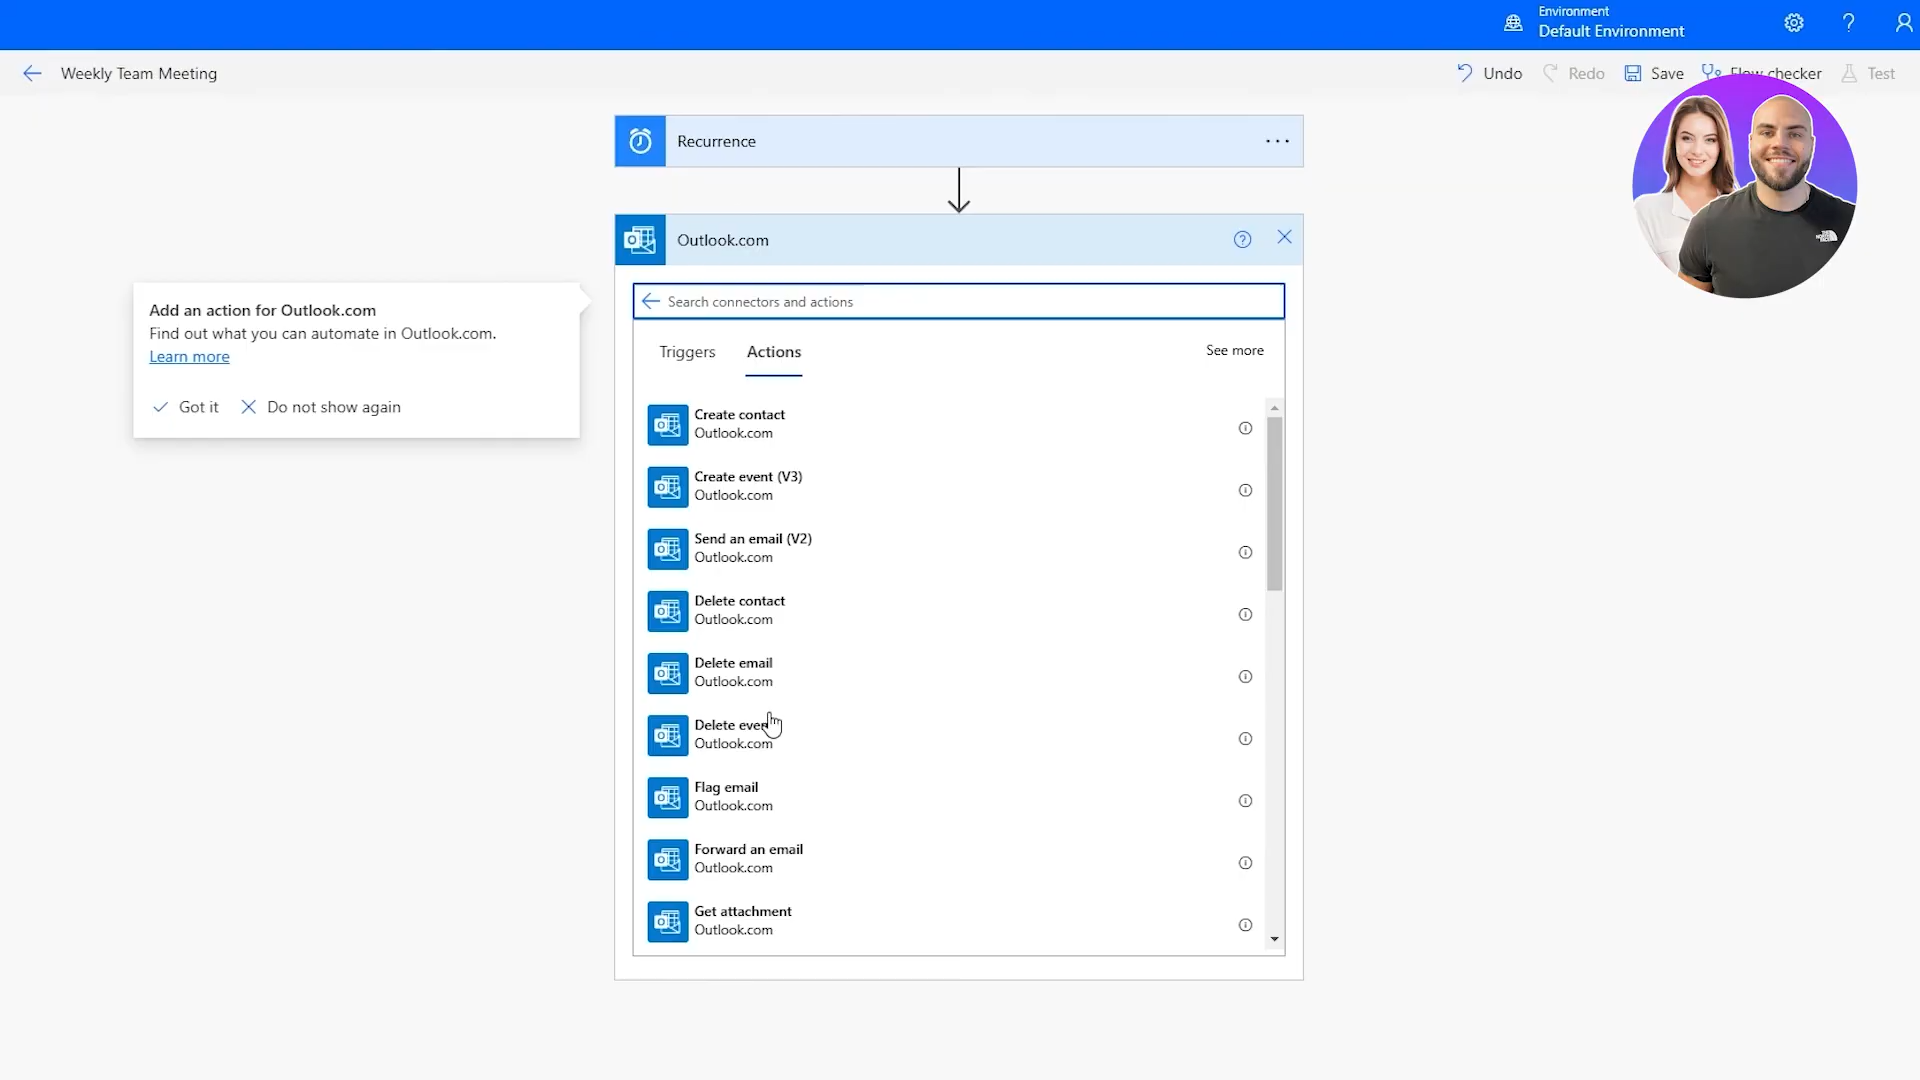 Environment
Default Environment
Weekly Team Meeting
Undo
Redo
Save
Flow checker
Test
Recurrence
Outlook.com
Add an action for Outlook.com
Find out what you can automate in Outlook.com.
Learn more
Got it
Do not show again
Search connectors and actions
Triggers
Actions
See more
Create contact
Outlook.com
Create event (V3)
Outlook.com
Send an email (V2)
Outlook.com
Delete contact
Outlook.com
Delete email
Outlook.com
Delete event
Outlook.com
Flag email
Outlook.com
Forward an email
Outlook.com
Get attachment
Outlook.com